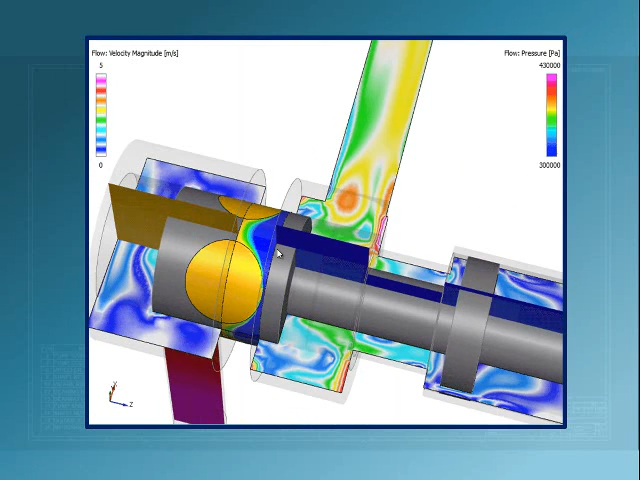 Flow: Velocity Magnitude [m/s]
5
0
Flow: Pressure [Pa]
430000
300000
X
Z